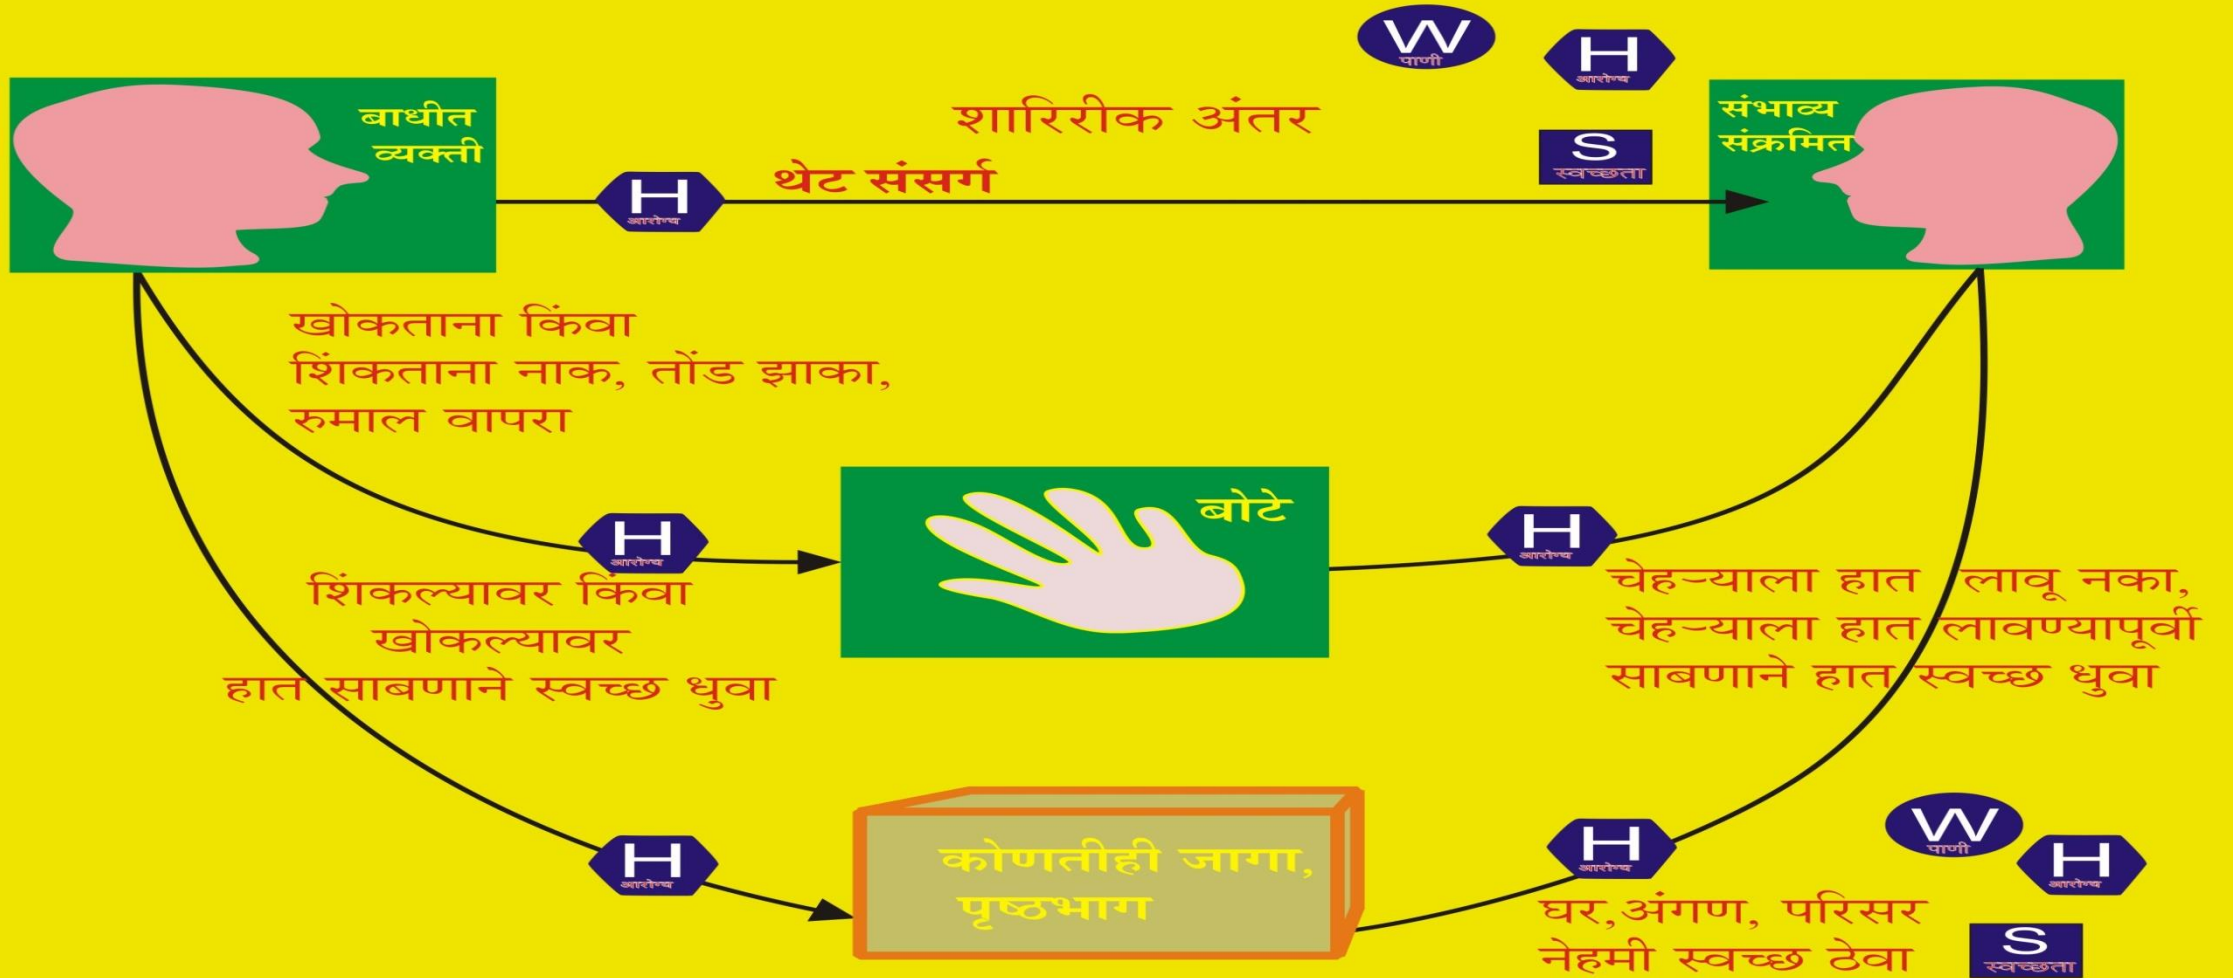 W
पाणी
H
आरोग्य
बाधीत
व्यक्ती
शारिरीक अंतर
संभाव्य
संक्रमित
S
स्वच्छता
थेट संसर्ग
H
आरोग्य
खोकताना किंवा
शिंकताना नाक, तोंड झाका,
रुमाल वापरा
बोटे
H
आरोग्य
H
आरोग्य
शिंकल्यावर किंवा
खोकल्यावर
हात साबणाने स्वच्छ धुवा
चेहऱ्याला हात लावू नका,
चेहऱ्याला हात लावण्यापूर्वी
साबणाने हात स्वच्छ धुवा
H
आरोग्य
कोणतीही जागा,
पृष्ठभाग
H
आरोग्य
W
पाणी
H
आरोग्य
घर,अंगण, परिसर
नेहमी स्वच्छ ठेवा
S
स्वच्छता